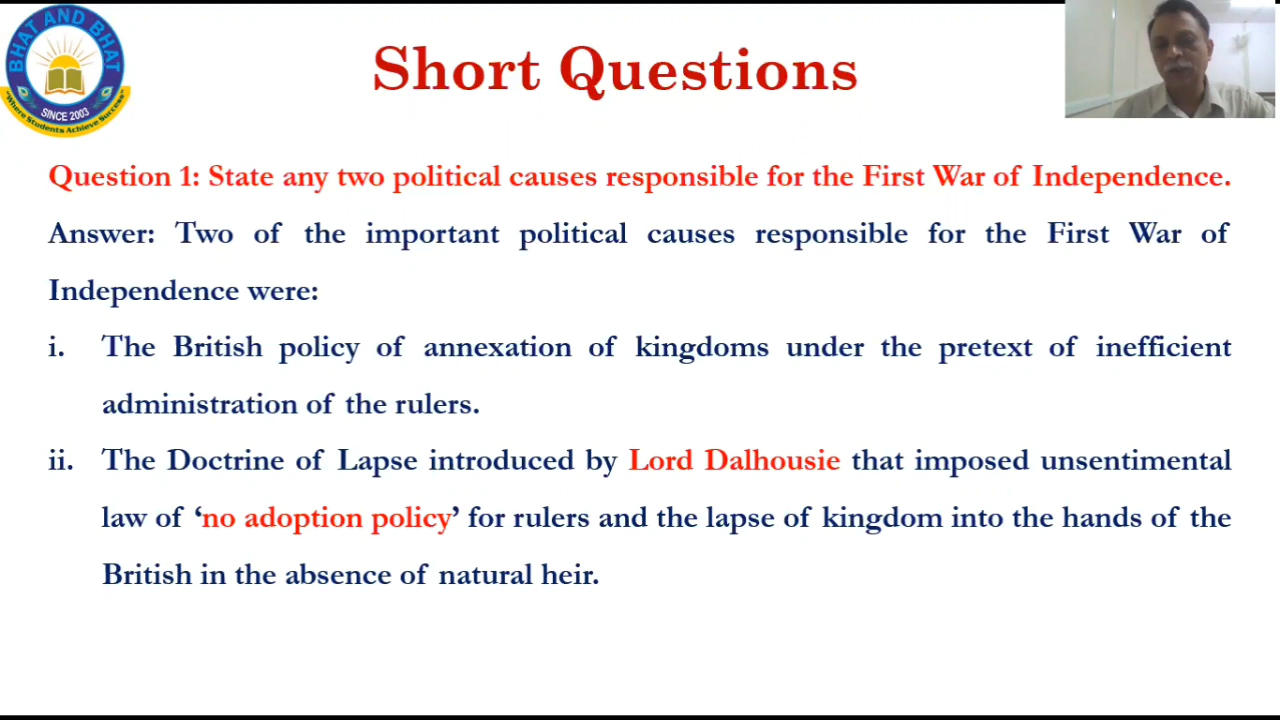 BHAT AND BHAT
SINCE 2003
"Where Students Achieve Success"
Short Questions
Question 1: State any two political causes responsible for the First War of Independence.
Answer: Two of the important political causes responsible for the First War of
Independence were:
i. The British policy of annexation of kingdoms under the pretext of inefficient
administration of the rulers.
ii. The Doctrine of Lapse introduced by Lord Dalhousie that imposed unsentimental
law of ‘no adoption policy’ for rulers and the lapse of kingdom into the hands of the
British in the absence of natural heir.